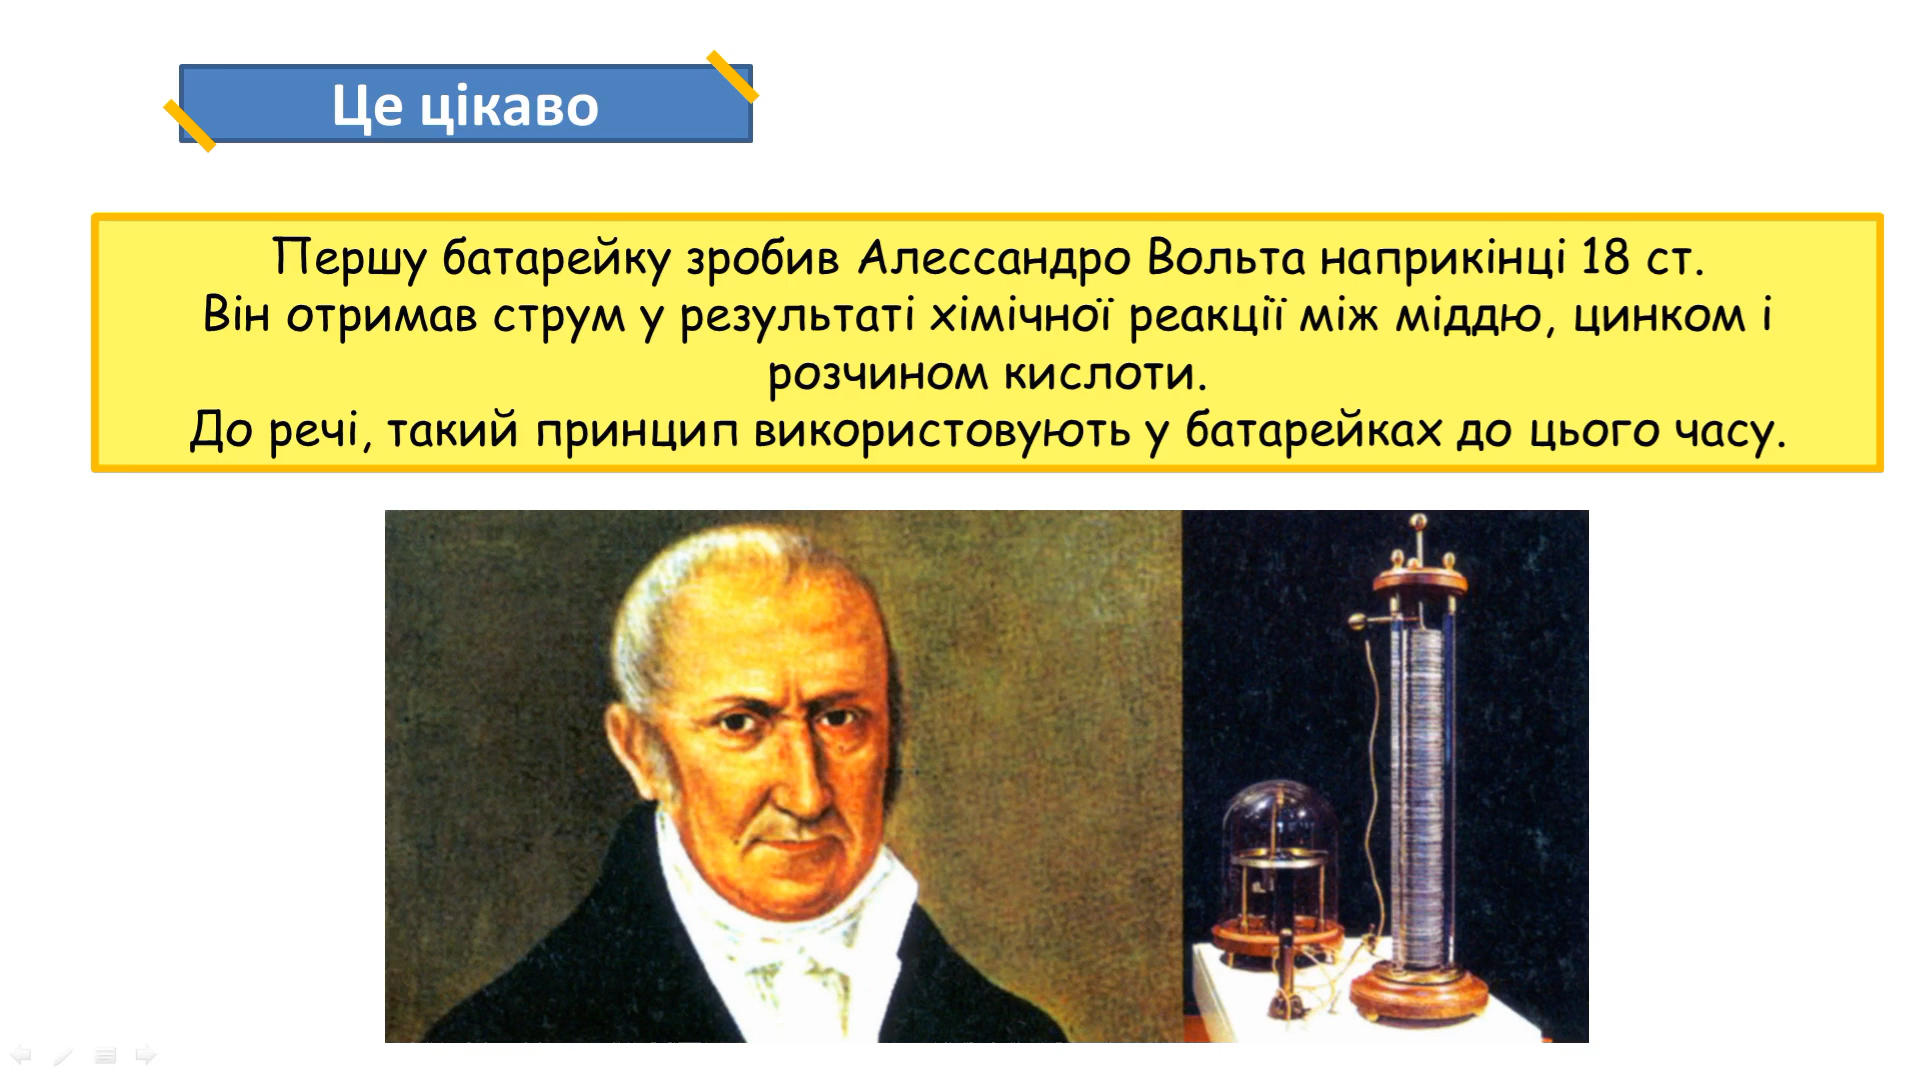 Це цікаво
Першу батарейку зробив Алессандро Вольта наприкінці 18 ст.
Він отримав струм у результаті хімічної реакції між міддю, цинком і
розчином кислоти.
До речі, такий принцип використовують у батарейках до цього часу.